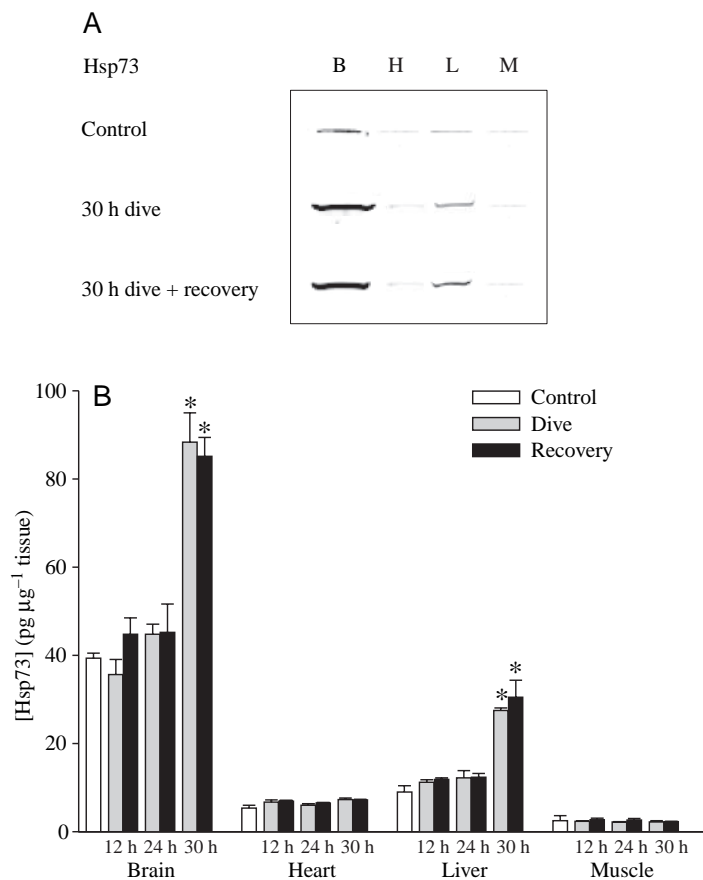 A
Hsp73 B H L M
Control
30 h dive
30 h dive + recovery
B
Control
Dive
Recovery
[Hsp73] (pg µg⁻¹ tissue)
100
80
60
40
20
0
* *
* *
12 h 24 h 30 h 12 h 24 h 30 h 12 h 24 h 30 h 12 h 24 h 30 h
Brain Heart Liver Muscle